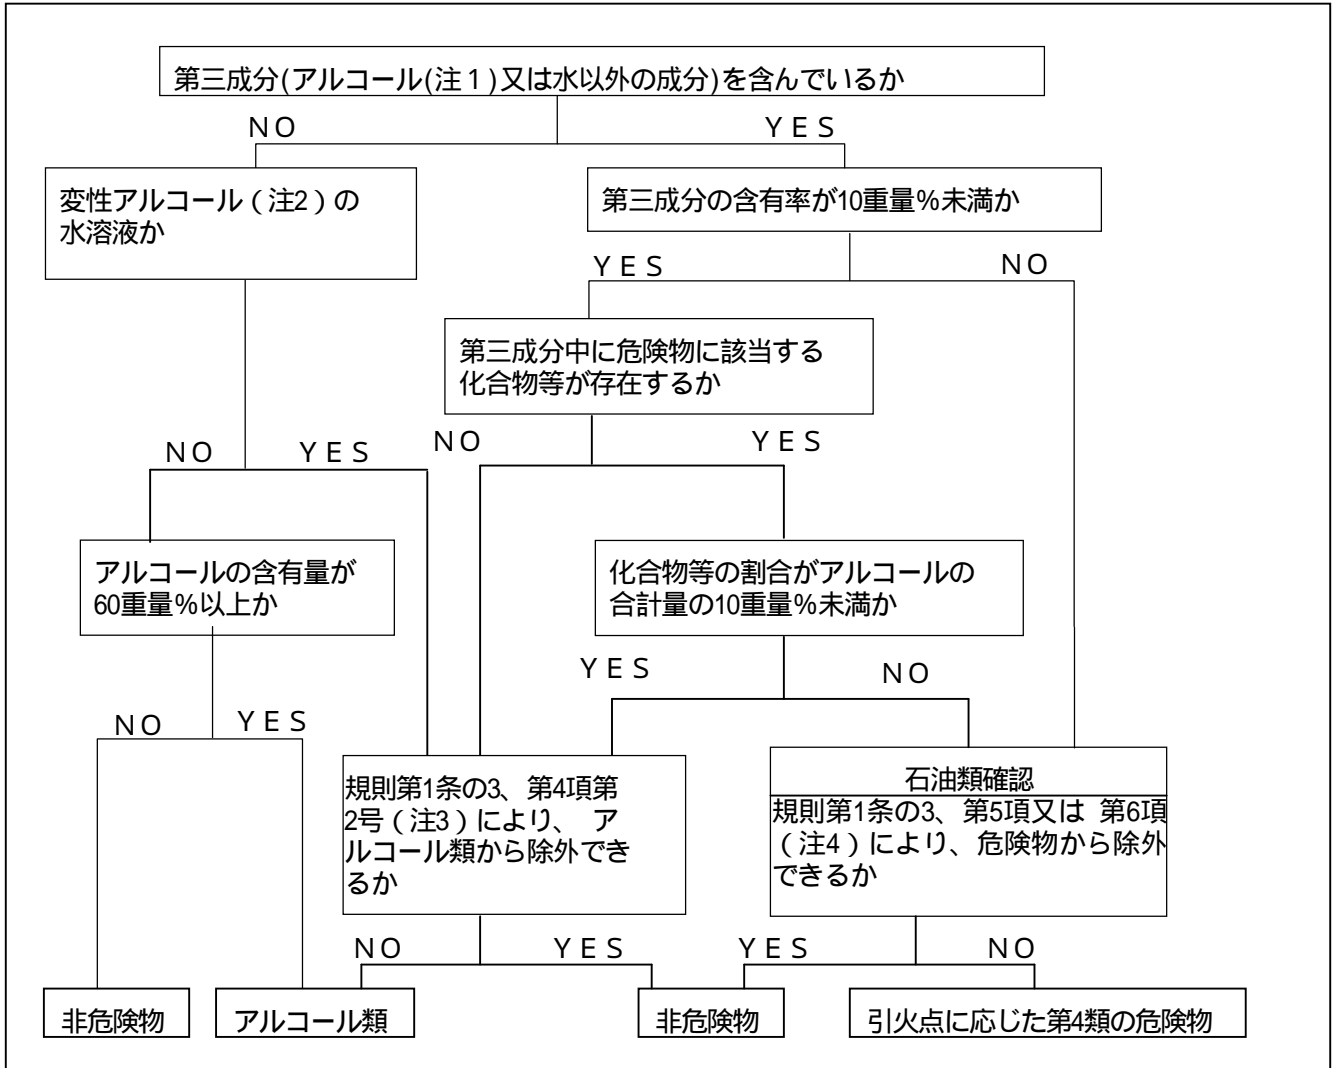 第三成分(アルコール(注１)又は水以外の成分)を含んでいるか
ＮＯ
ＹＥＳ
変性アルコール（注2）の
水溶液か
第三成分の含有率が10重量％未満か
ＹＥＳ
ＮＯ
第三成分中に危険物に該当する
化合物等が存在するか
ＮＯ
ＹＥＳ
ＮＯ
ＹＥＳ
アルコールの含有量が
60重量％以上か
化合物等の割合がアルコールの
合計量の10重量％未満か
ＹＥＳ
ＮＯ
ＮＯ
ＹＥＳ
規則第1条の3、第4項第
2号（注3）により、 ア
ルコール類から除外でき
るか
石油類確認
規則第1条の3、第5項又は 第6項
（注4）により、危険物から除外
できるか
ＮＯ
ＹＥＳ
ＹＥＳ
ＮＯ
非危険物
アルコール類
非危険物
引火点に応じた第4類の危険物